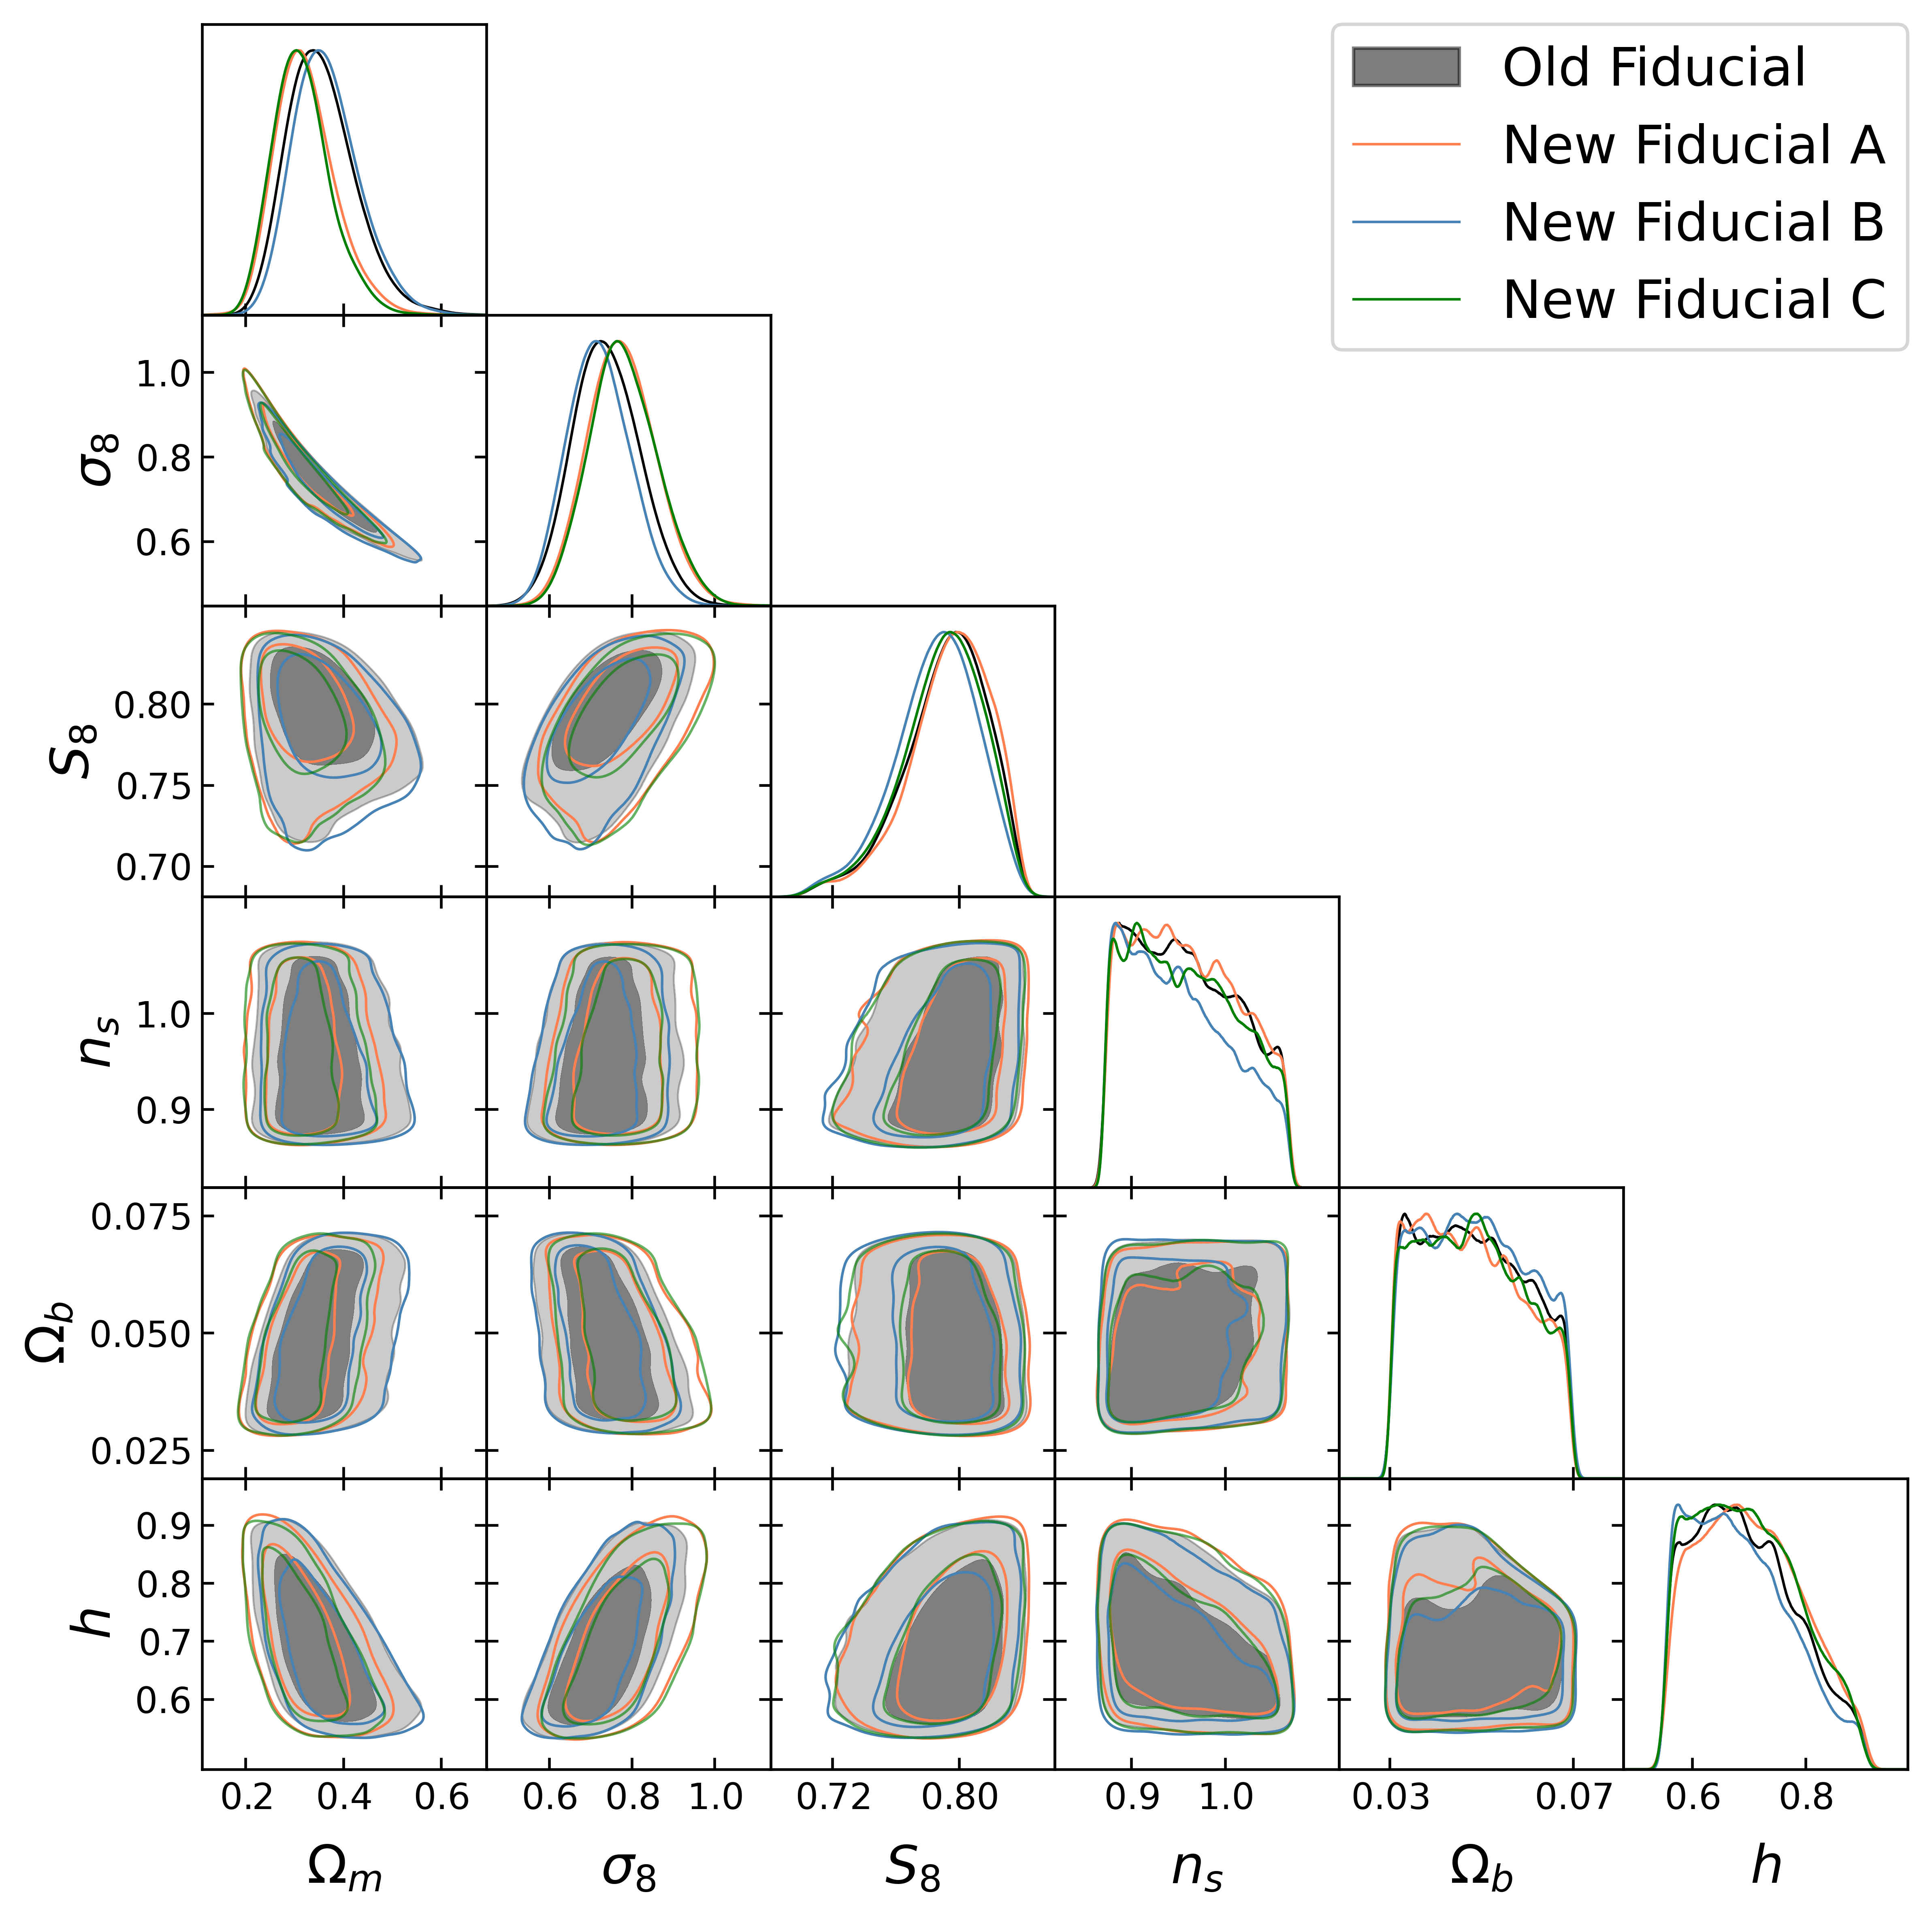 Old Fiducial
New Fiducial A
New Fiducial B
New Fiducial C
σ8
1.0
0.8
0.6
S8
0.80
0.75
0.70
ns
1.0
0.9
Ωb
0.075
0.050
0.025
h
0.9
0.8
0.7
0.6
0.2 0.4 0.6 0.6 0.8 1.0 0.72 0.80 0.9 1.0 0.03 0.07 0.6 0.8
Ωm σ8 S8 ns Ωb h